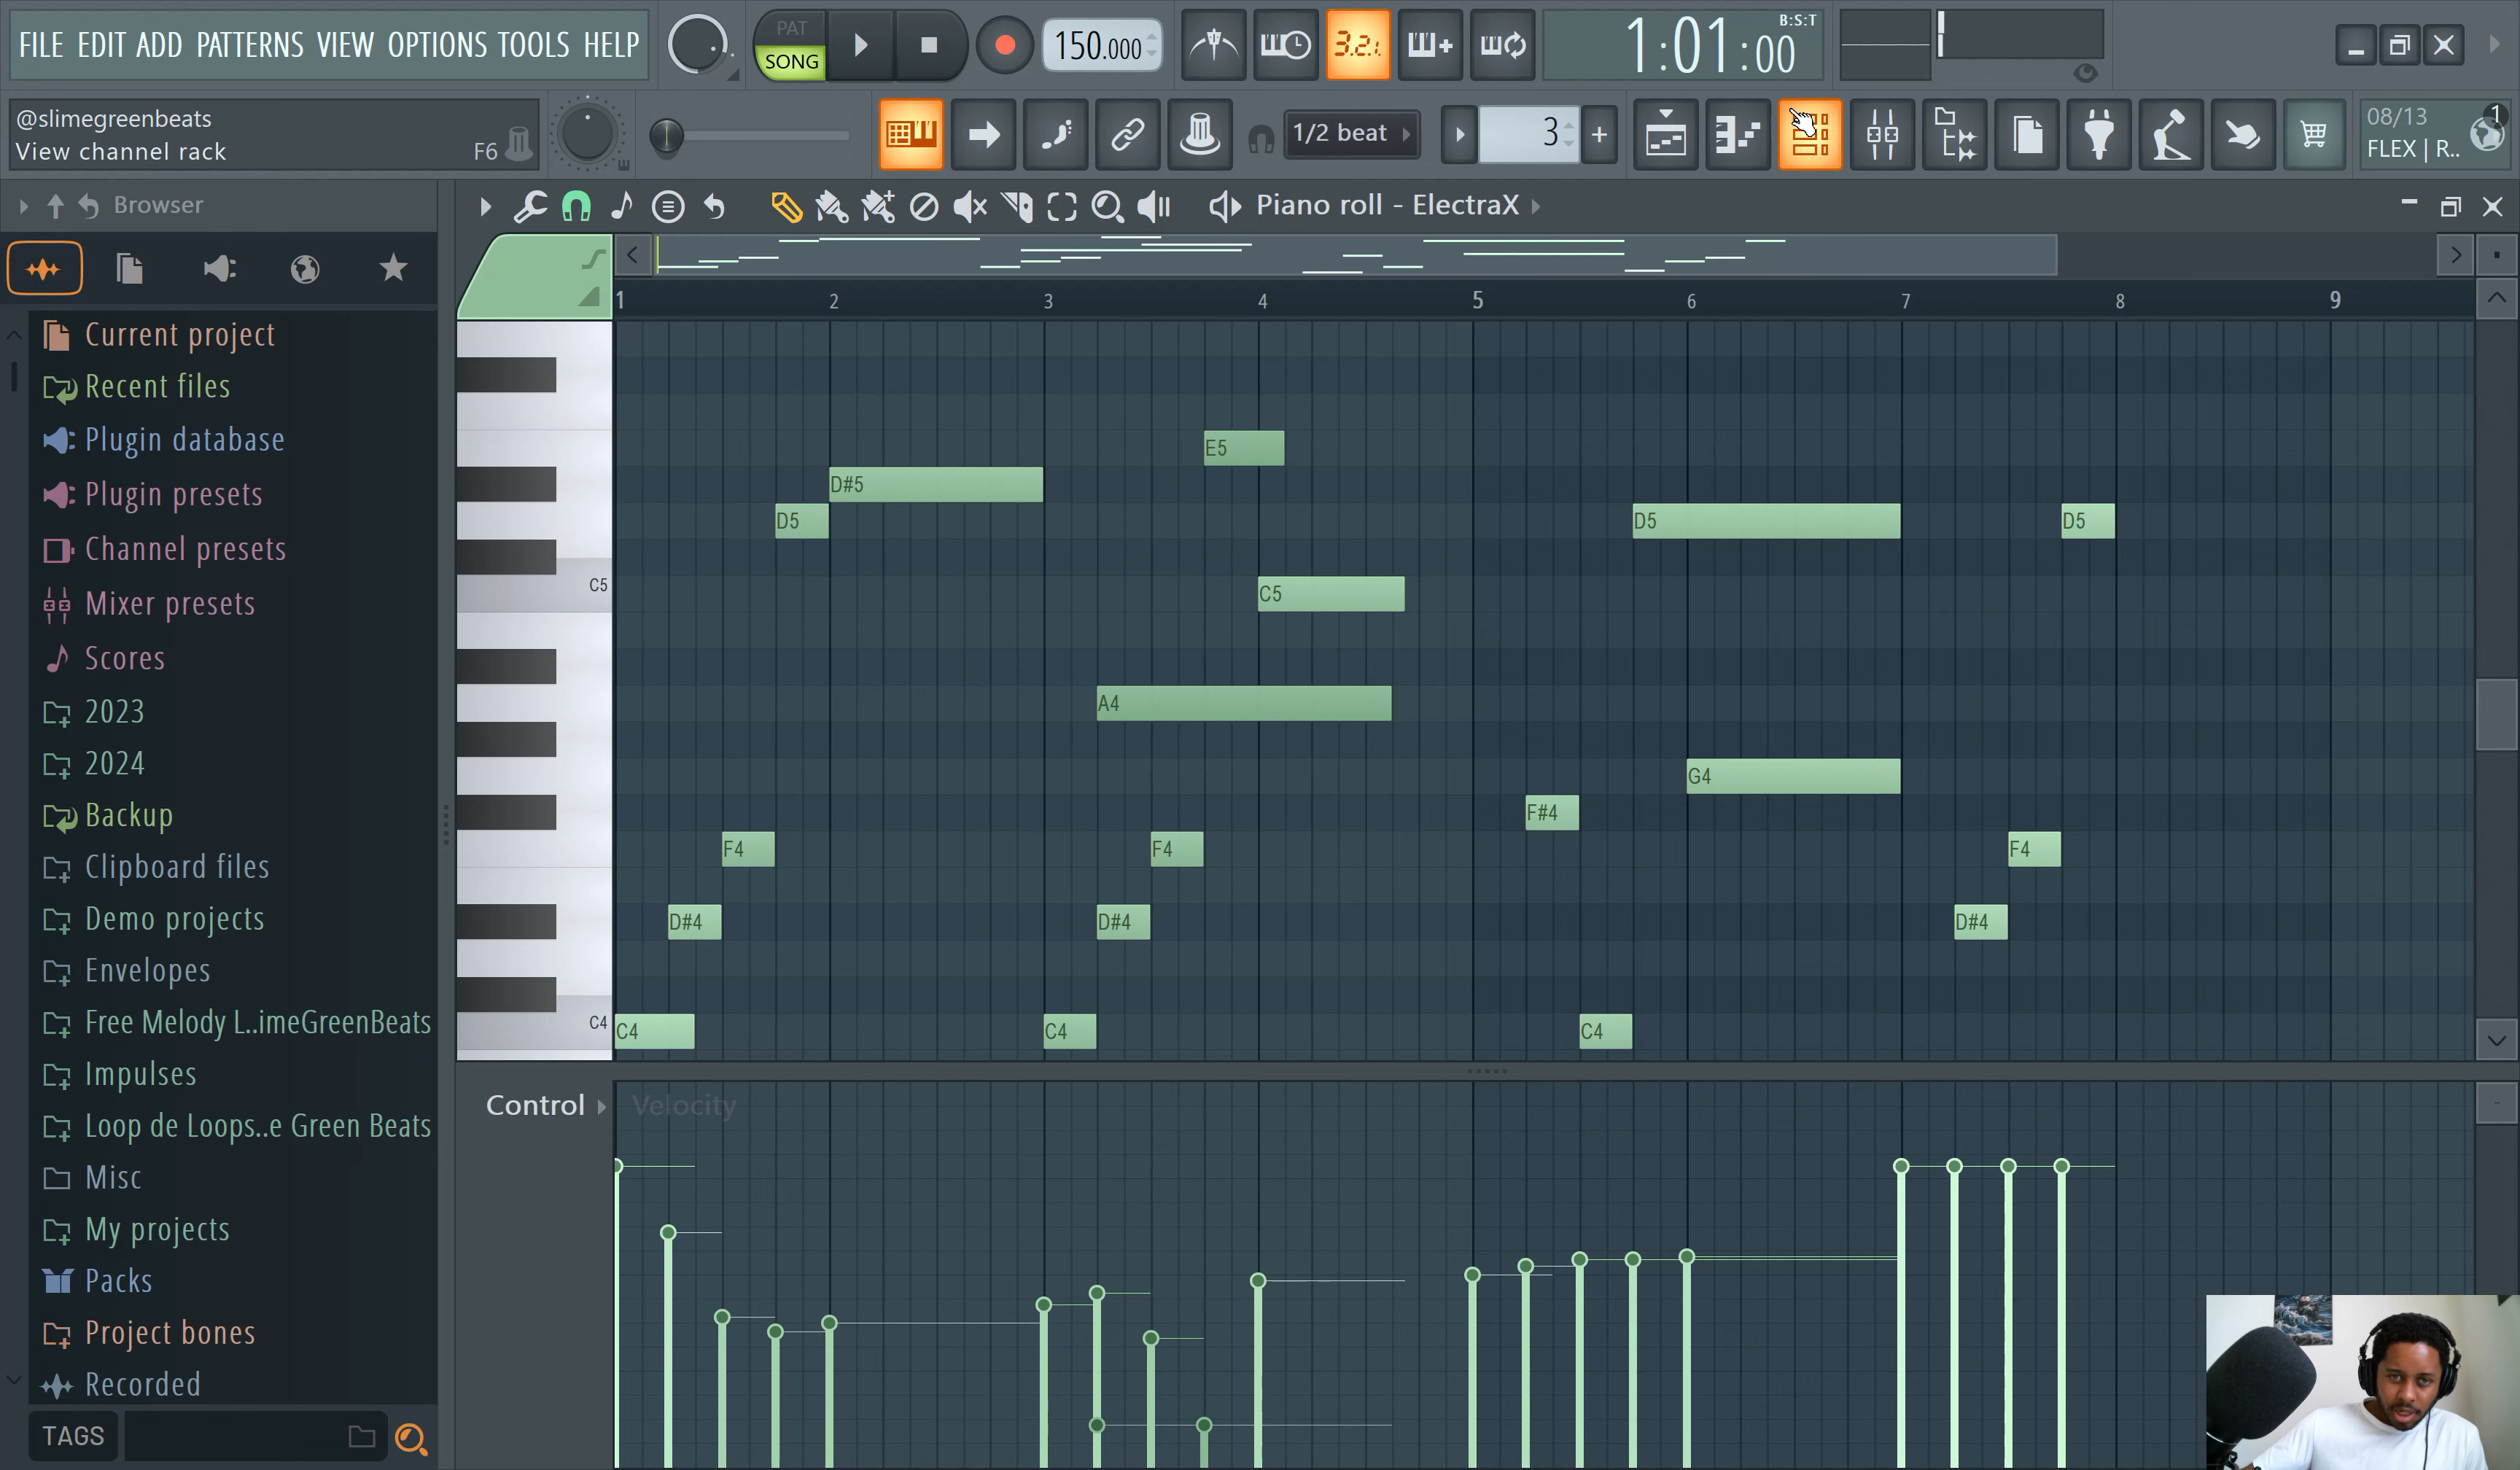 FILE EDIT ADD PATTERNS VIEW OPTIONS TOOLS HELP
PAT
SONG
150.000
3.2.1
1:01:00
B:S:T
@slimegreenbeats
View channel rack
F6
1/2 beat
3
08/13
1
FLEX | R..
Browser
Piano roll - ElectraX
1 2 3 4 5 6 7 8 9
Current project
Recent files
Plugin database
Plugin presets
Channel presets
Mixer presets
Scores
2023
2024
Backup
Clipboard files
Demo projects
Envelopes
Free Melody L..imeGreenBeats
Impulses
Loop de Loops..e Green Beats
Misc
My projects
Packs
Project bones
Recorded
TAGS
E5
D#5
D5 D5 D5
C5
C5
A4
G4
F#4
F4 F4 F4
D#4 D#4 D#4
C4
C4 C4 C4
Control
Velocity